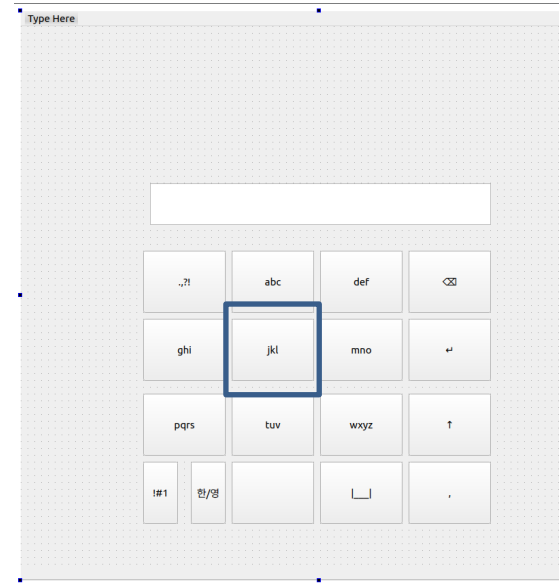 Type Here
.,?!
abc
def
⌫
ghi
jkl
mno
↵
pqrs
tuv
wxyz
↑
!#1
한/영
|__|
,